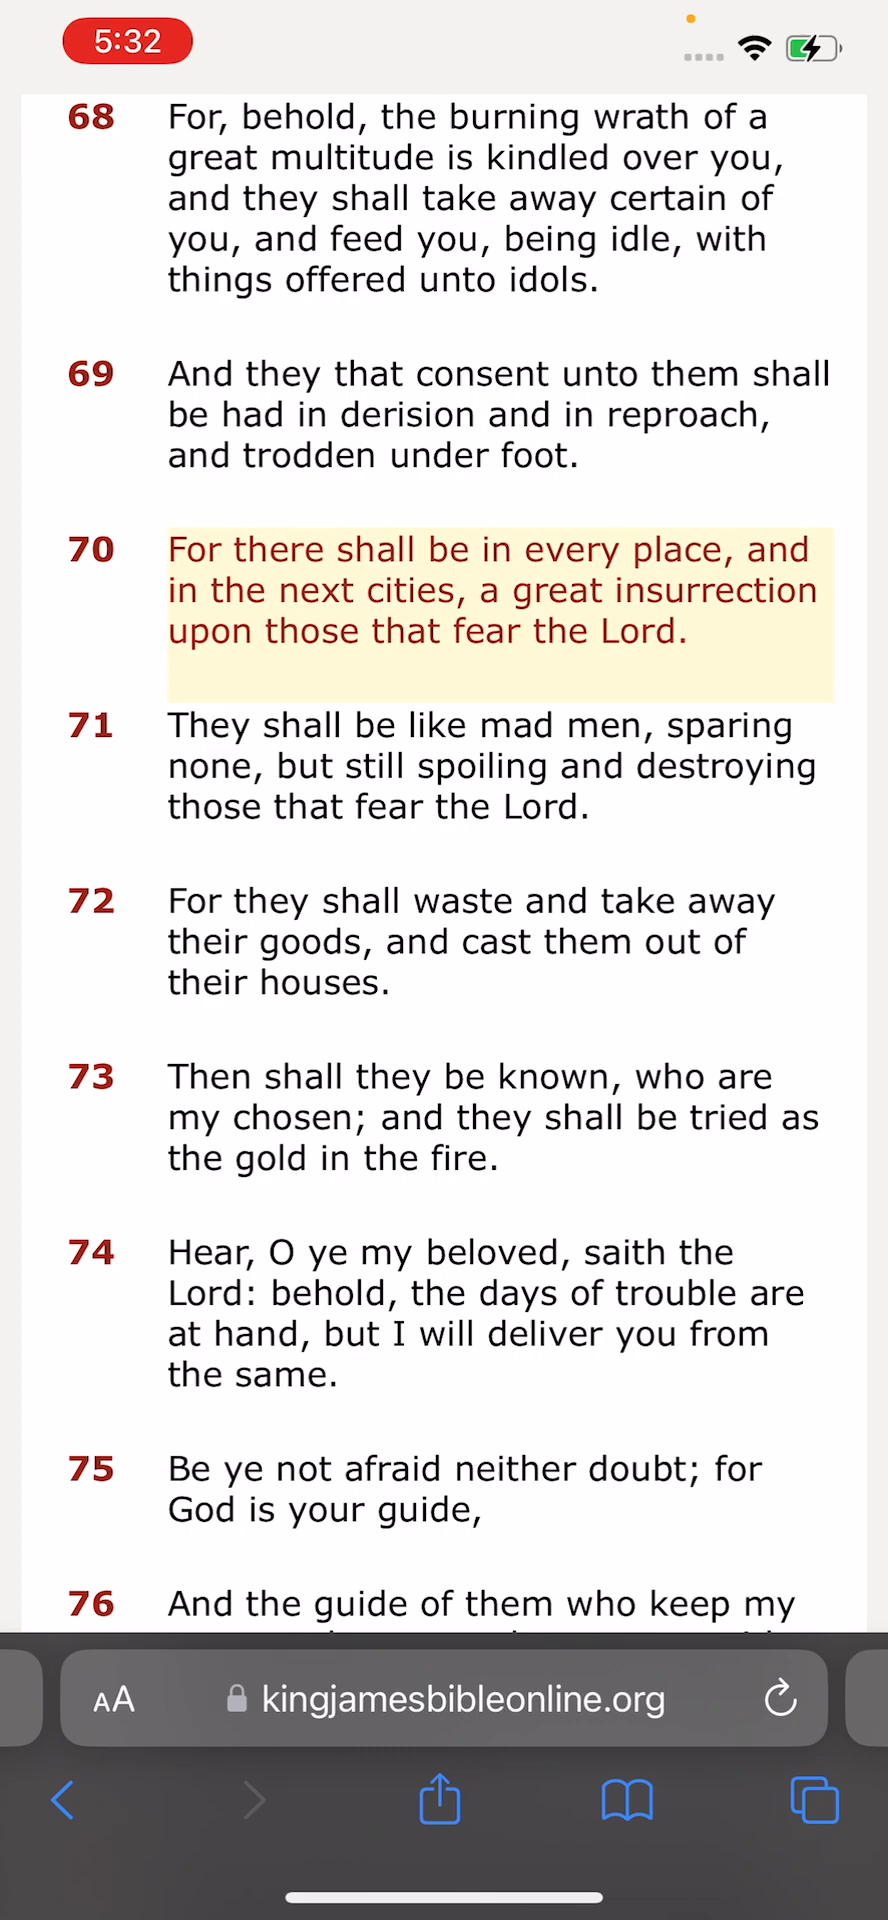 5:32
68 For, behold, the burning wrath of a
great multitude is kindled over you,
and they shall take away certain of
you, and feed you, being idle, with
things offered unto idols.
69 And they that consent unto them shall
be had in derision and in reproach,
and trodden under foot.
70 For there shall be in every place, and
in the next cities, a great insurrection
upon those that fear the Lord.
71 They shall be like mad men, sparing
none, but still spoiling and destroying
those that fear the Lord.
72 For they shall waste and take away
their goods, and cast them out of
their houses.
73 Then shall they be known, who are
my chosen; and they shall be tried as
the gold in the fire.
74 Hear, O ye my beloved, saith the
Lord: behold, the days of trouble are
at hand, but I will deliver you from
the same.
75 Be ye not afraid neither doubt; for
God is your guide,
76 And the guide of them who keep my
AA kingjamesbibleonline.org